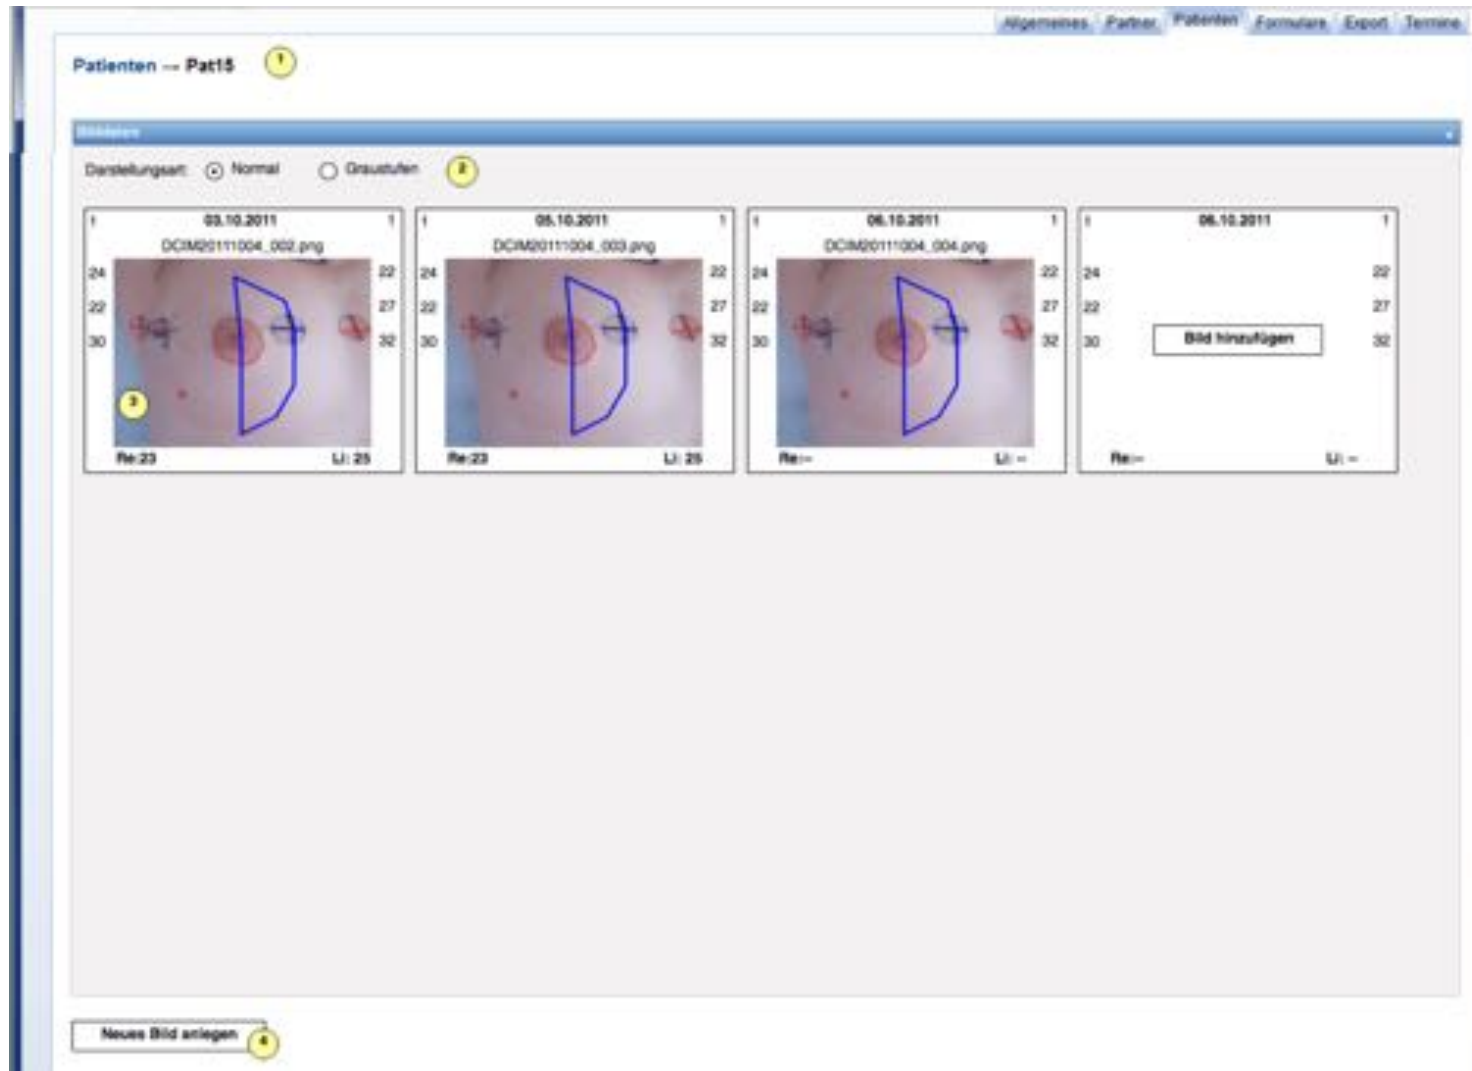 Allgemeines Partner Patienten Formulare Export Termine
Patienten → Pat15 1
Bilddaten
Darstellungsart: Normal Graustufen 2
1 03.10.2011 1
DCIM20111004_002.png
24 22
22 27
30 32
3
Re:23 Li: 25
1 05.10.2011 1
DCIM20111004_003.png
24 22
22 27
30 32
Re:23 Li: 25
1 06.10.2011 1
DCIM20111004_004.png
24 22
22 27
30 32
Re:-- Li: --
1 06.10.2011 1
24 22
22 27
30 Bild hinzufügen 32
Re:-- Li: --
Neues Bild anlegen 4